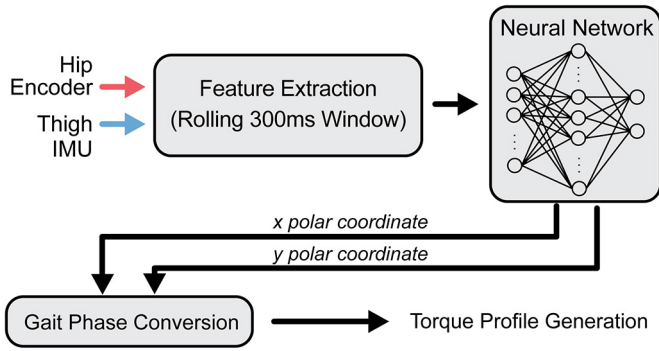 Neural Network
Hip
Encoder
Thigh
IMU
Feature Extraction
(Rolling 300ms Window)
x polar coordinate
y polar coordinate
Gait Phase Conversion
Torque Profile Generation